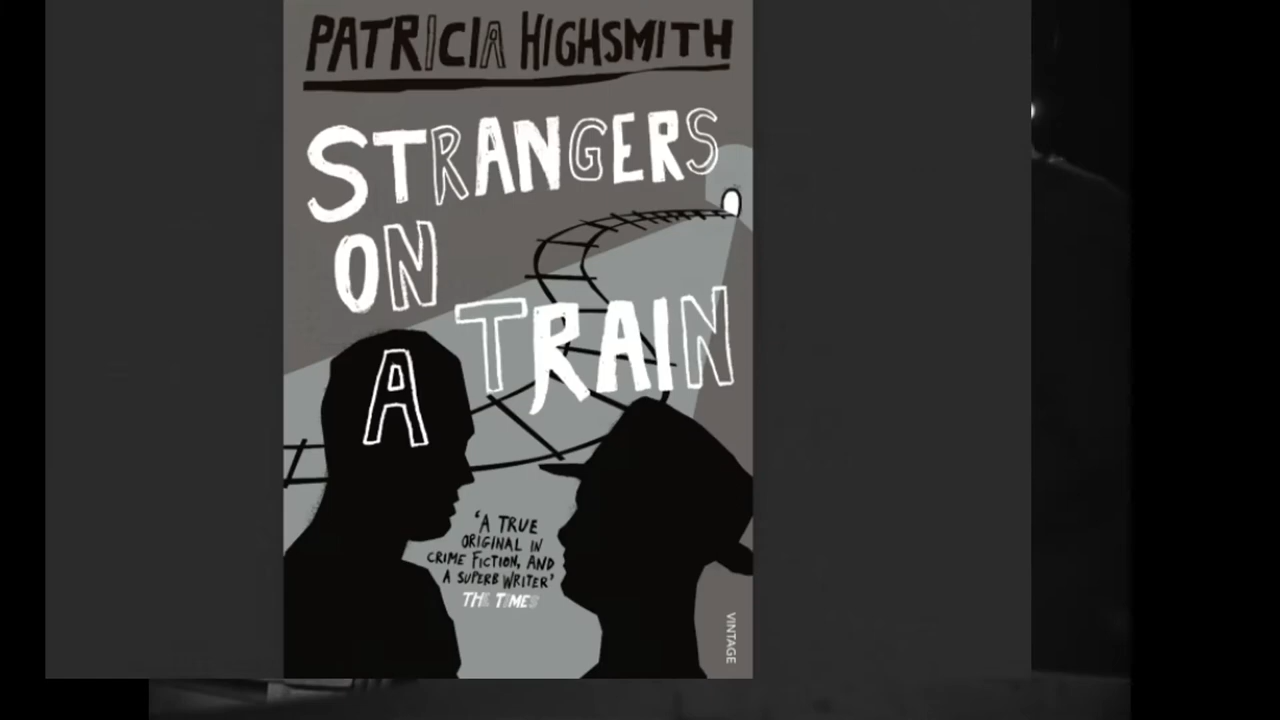 PATRICIA HIGHSMITH
STRANGERS
ON
A TRAIN
'A TRUE
ORIGINAL IN
CRIME FICTION, AND
A SUPERB WRITER'
THE TIMES
VINTAGE